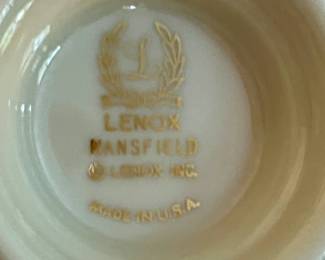 L
LENOX
MANSFIELD
© LENOX INC.
MADE IN U.S.A.